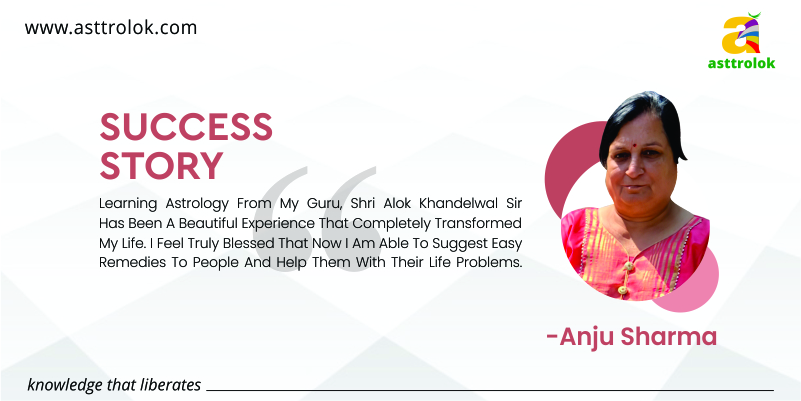 www.asttrolok.com
asttrolok
SUCCESS
STORY
Learning Astrology From My Guru, Shri Alok Khandelwal Sir
Has Been A Beautiful Experience That Completely Transformed
My Life. I Feel Truly Blessed That Now I Am Able To Suggest Easy
Remedies To People And Help Them With Their Life Problems.
-Anju Sharma
knowledge that liberates